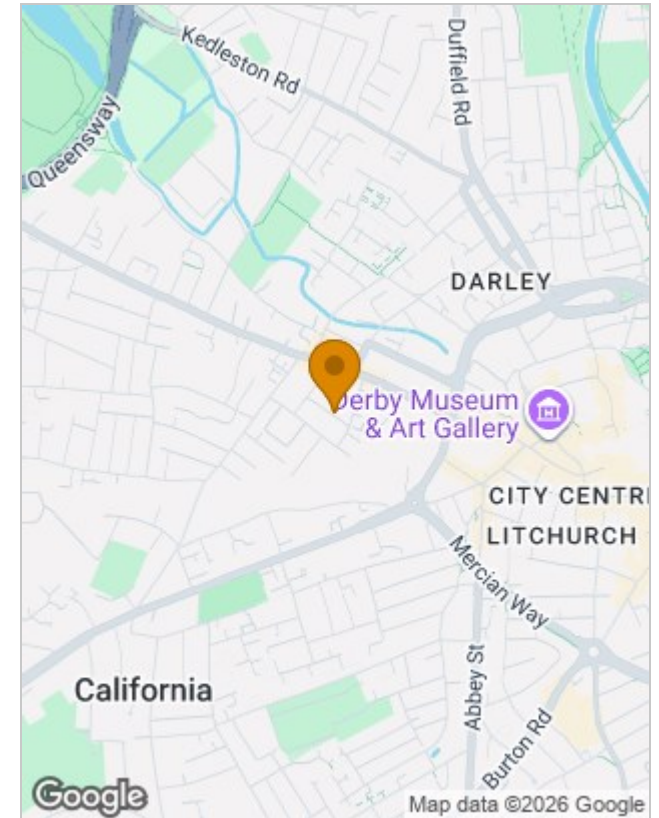 Kedleston Rd
Duffield Rd
Queensway
DARLEY
Derby Museum
& Art Gallery
CITY CENTR
LITCHURCH
Mercian Way
California
Abbey St
Burton Rd
Google
Map data ©2026 Google